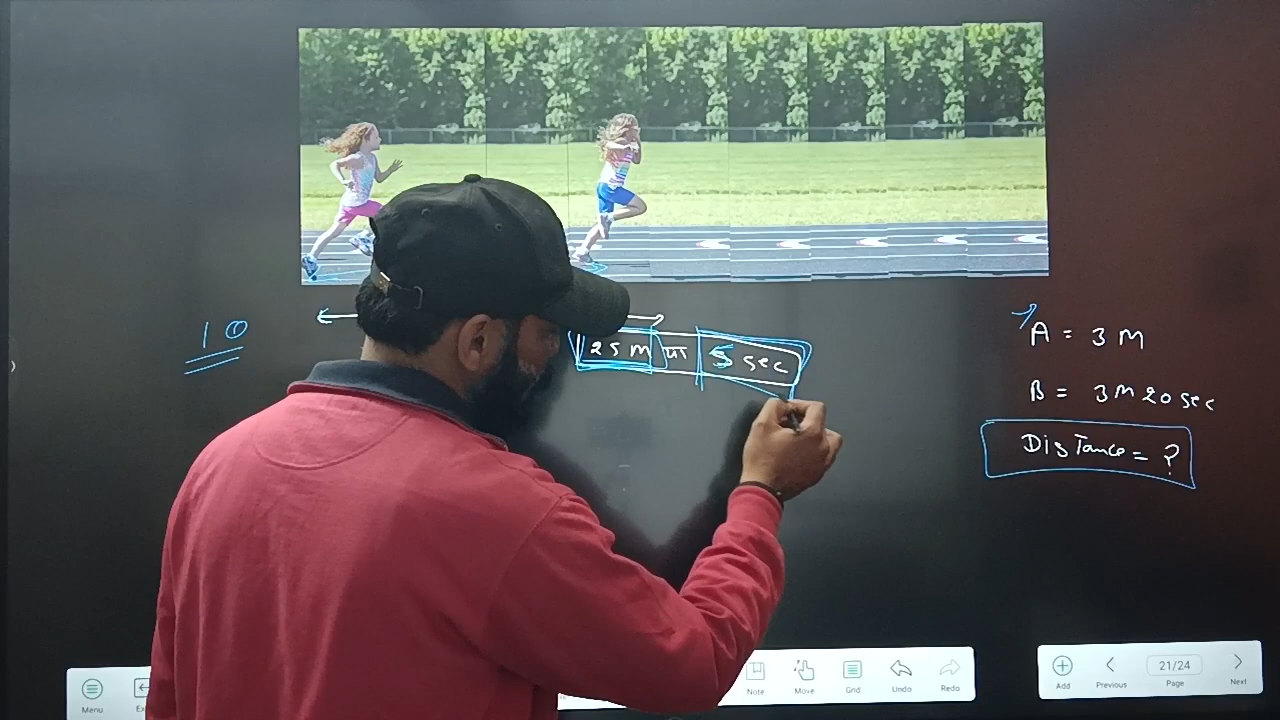 10
25 M या 5 sec
A = 3 M
B = 3 M 20 sec
Distance = ?
Menu
Note
Move
Grid
Undo
Redo
Add
Previous
21/24
Page
Next